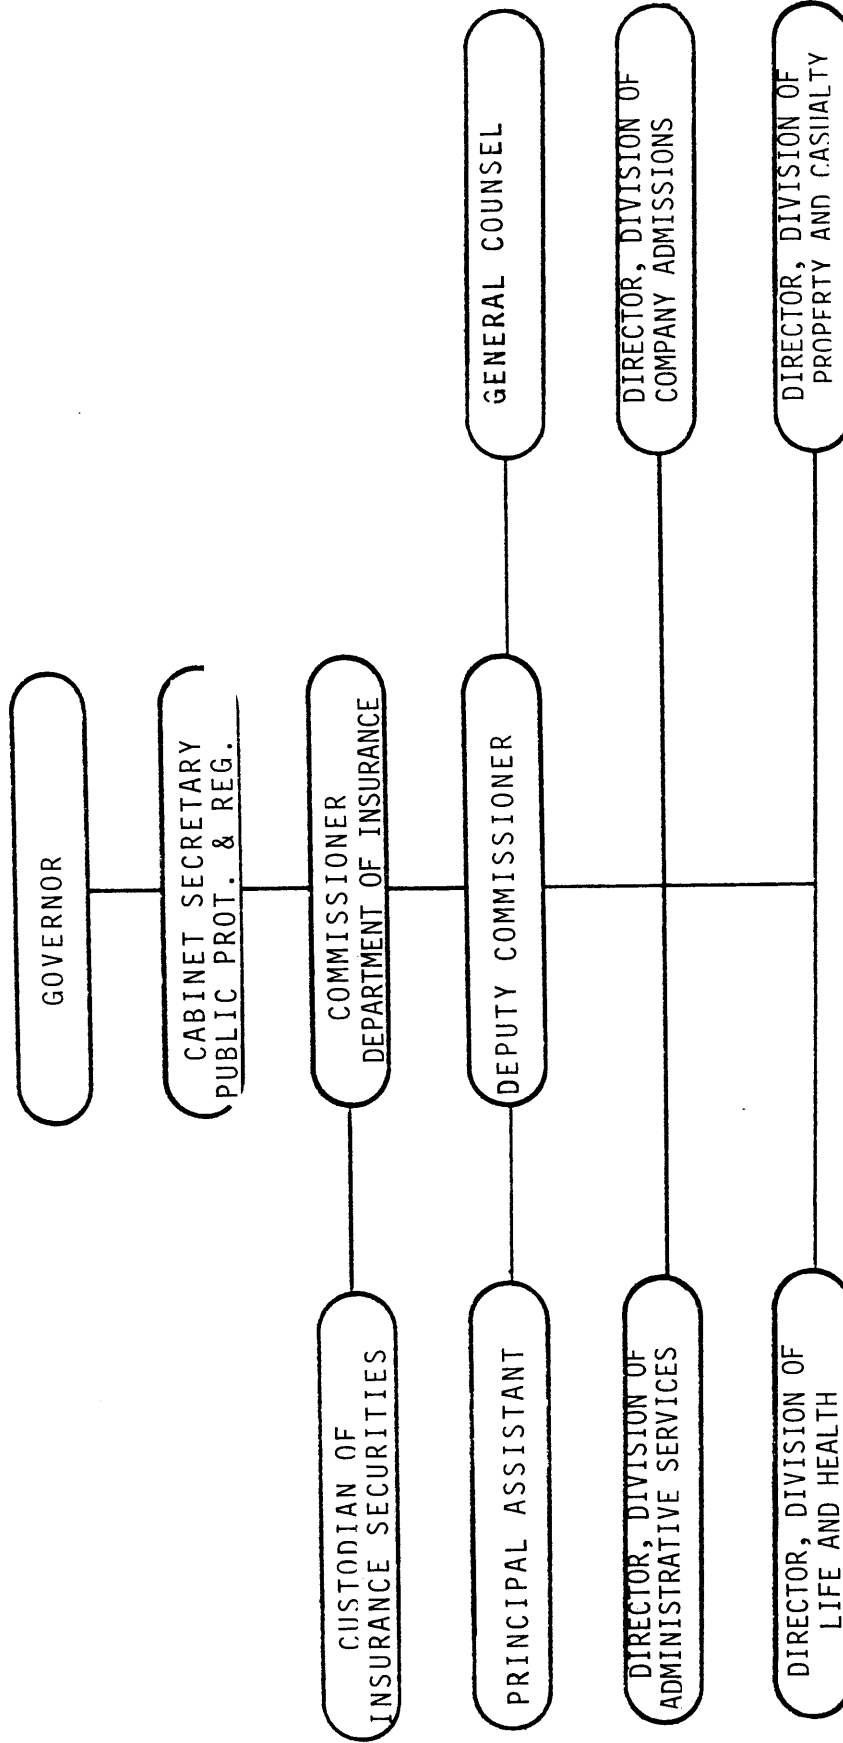 GOVERNOR
CABINET SECRETARY
PUBLIC PROT. & REG.
COMMISSIONER
DEPARTMENT OF INSURANCE
CUSTODIAN OF
INSURANCE SECURITIES
DEPUTY COMMISSIONER
PRINCIPAL ASSISTANT
GENERAL COUNSEL
DIRECTOR, DIVISION OF
ADMINISTRATIVE SERVICES
DIRECTOR, DIVISION OF
COMPANY ADMISSIONS
DIRECTOR, DIVISION OF
LIFE AND HEALTH
DIRECTOR, DIVISION OF
PROPERTY AND CASUALTY